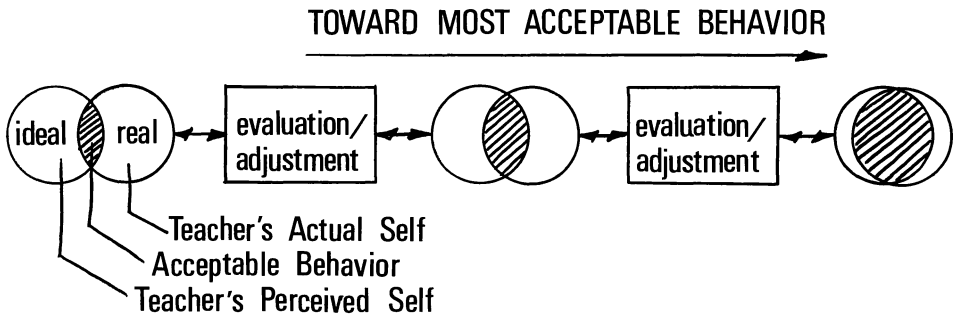 TOWARD MOST ACCEPTABLE BEHAVIOR
ideal
real
evaluation/
adjustment
evaluation/
adjustment
Teacher's Actual Self
Acceptable Behavior
Teacher's Perceived Self